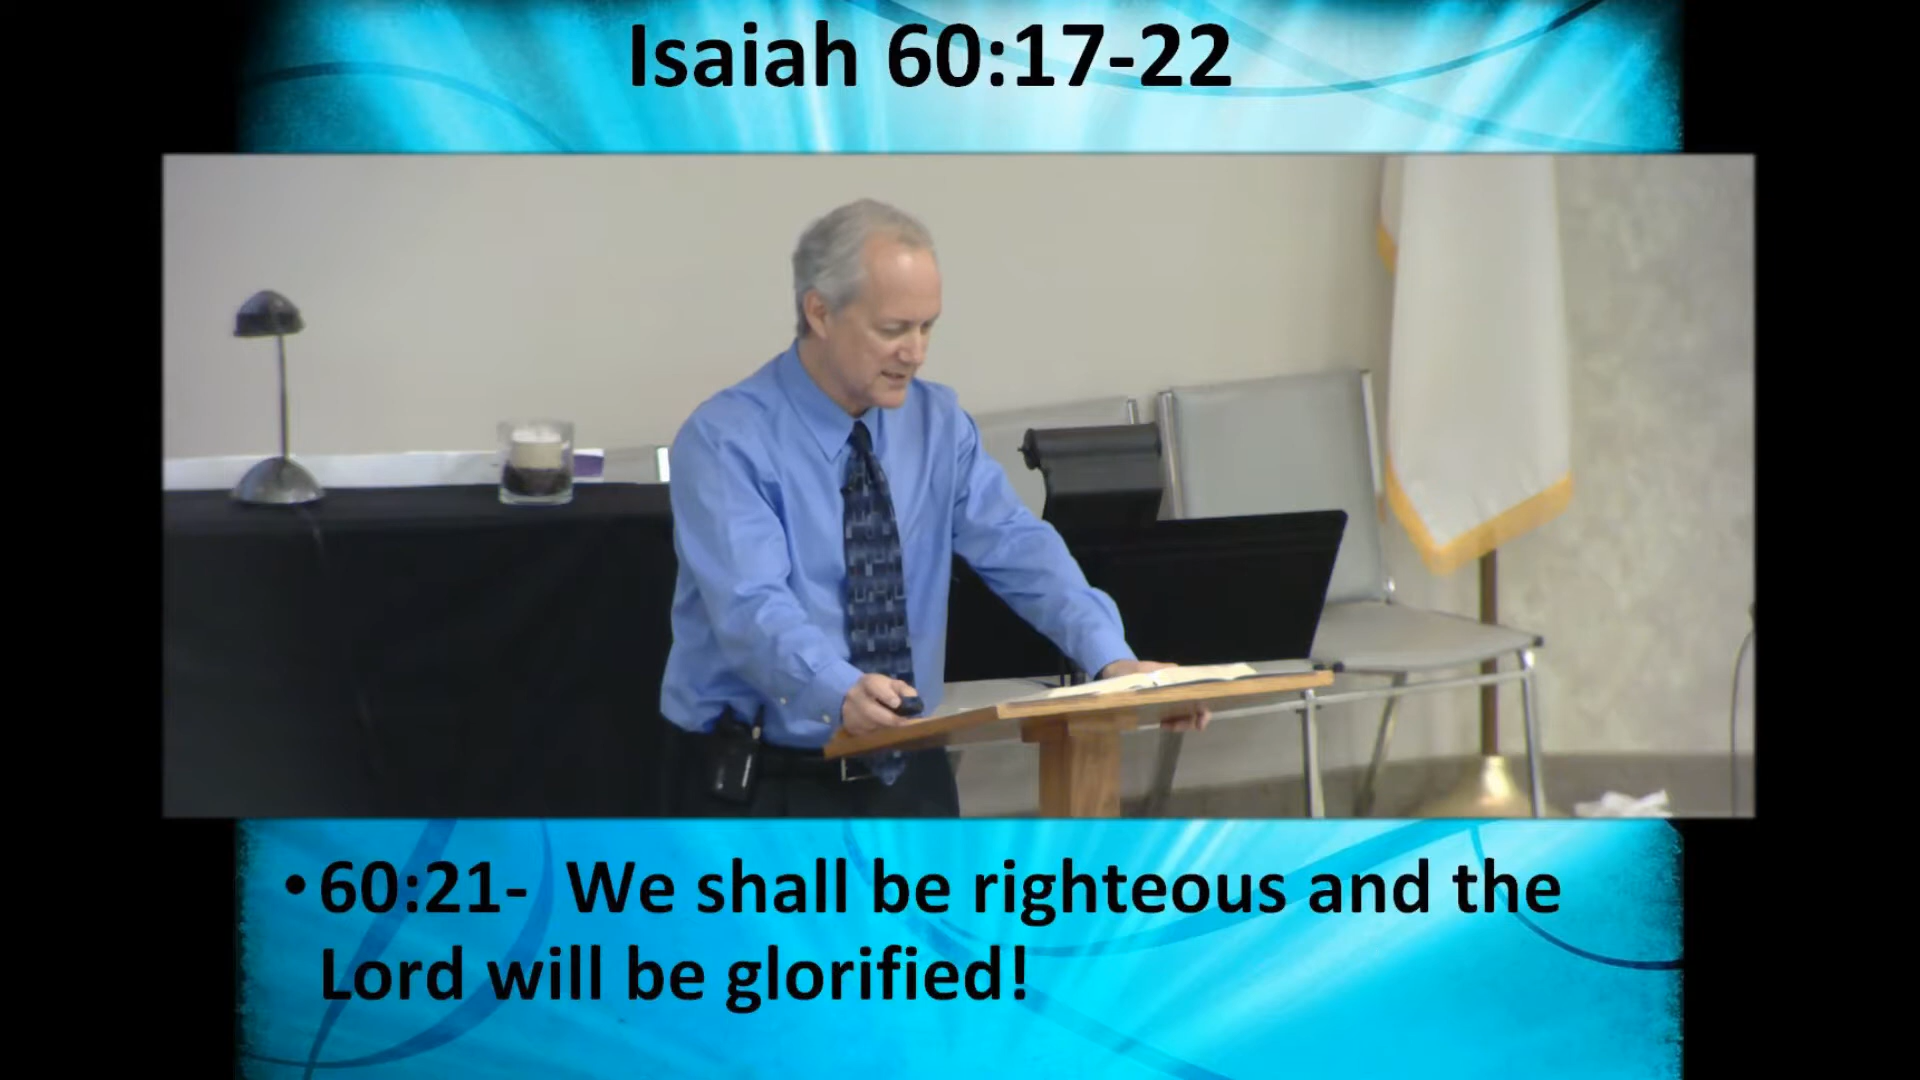 Isaiah 60:17-22
• 60:21- We shall be righteous and the
Lord will be glorified!